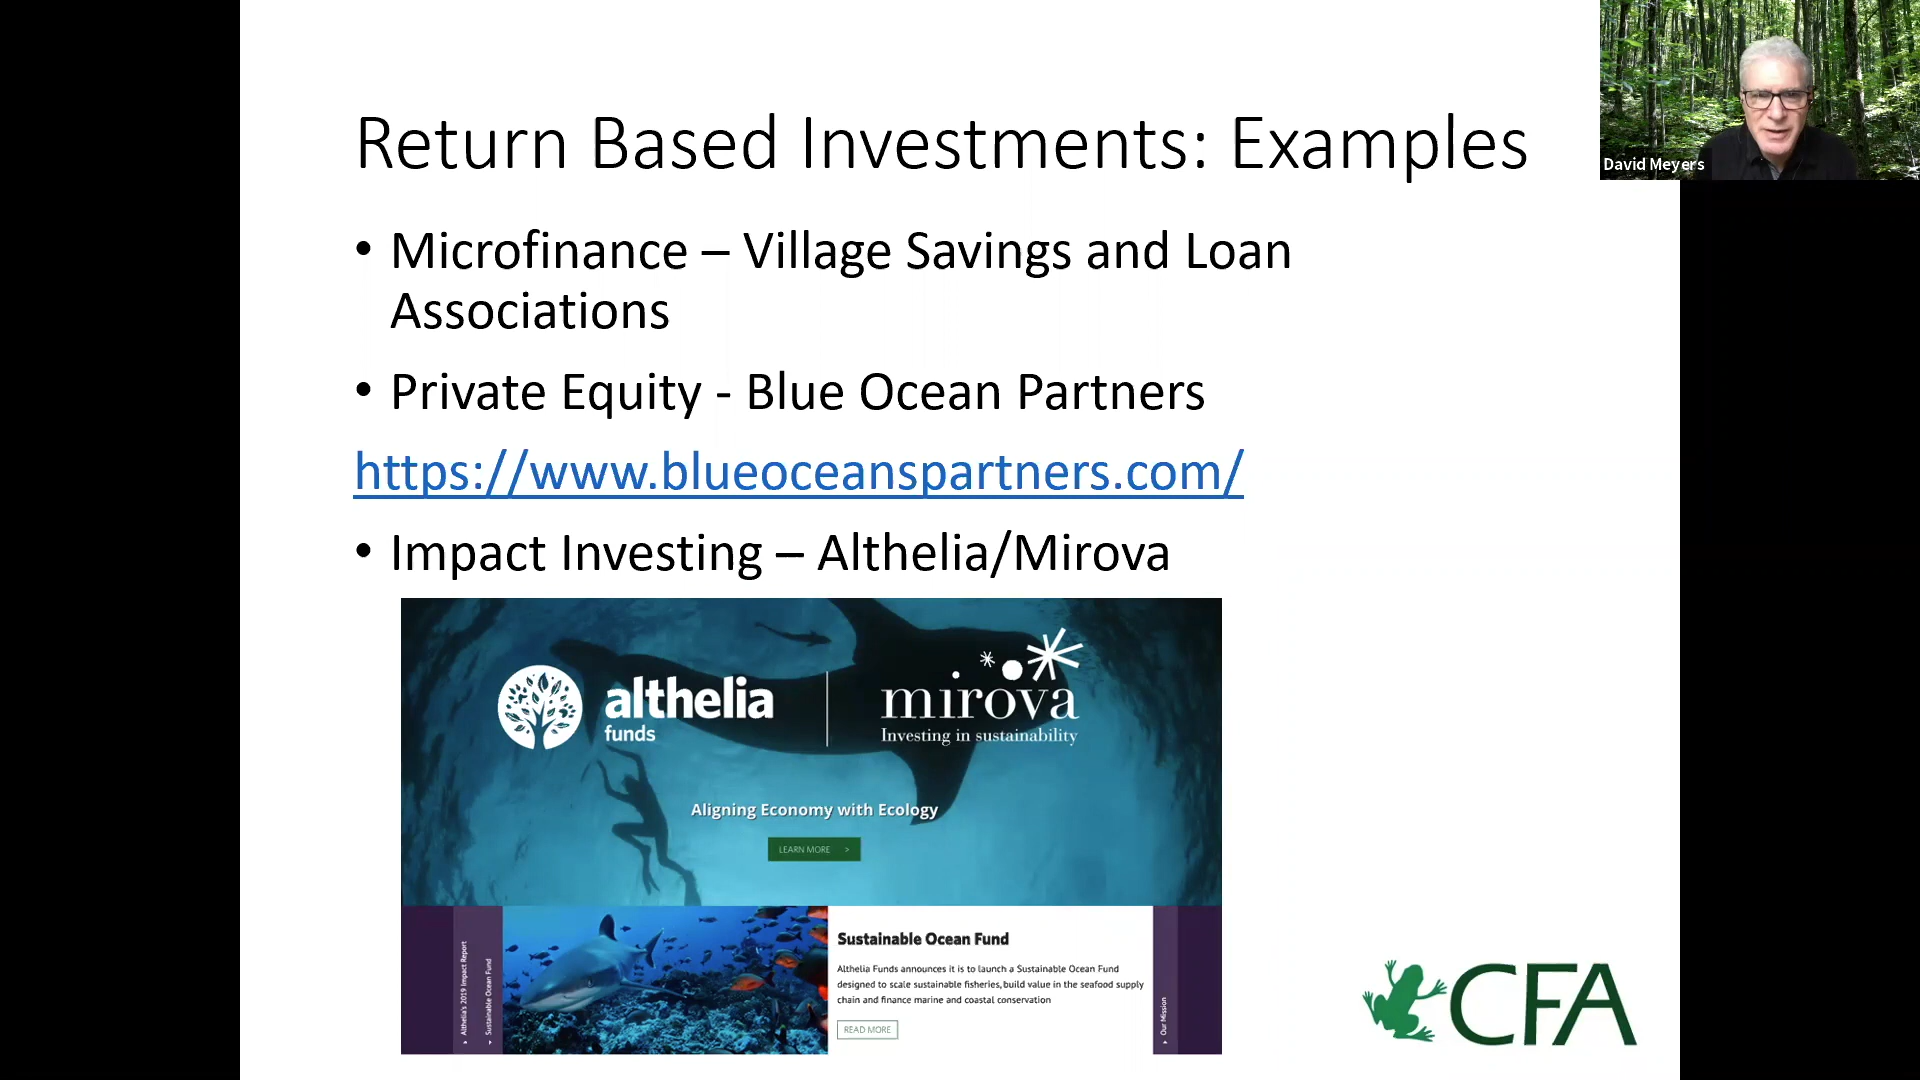 Return Based Investments: Examples
David Meyers
• Microfinance – Village Savings and Loan
Associations
• Private Equity - Blue Ocean Partners
https://www.blueoceanspartners.com/
• Impact Investing – Althelia/Mirova
althelia
funds
mirova
Investing in sustainability
Aligning Economy with Ecology
LEARN MORE >
Althelia's 2019 Impact Report
Sustainable Ocean Fund
Sustainable Ocean Fund
Althelia Funds announces it is to launch a Sustainable Ocean Fund
designed to scale sustainable fisheries, build value in the seafood supply
chain and finance marine and coastal conservation
READ MORE
Our Mission
CFA